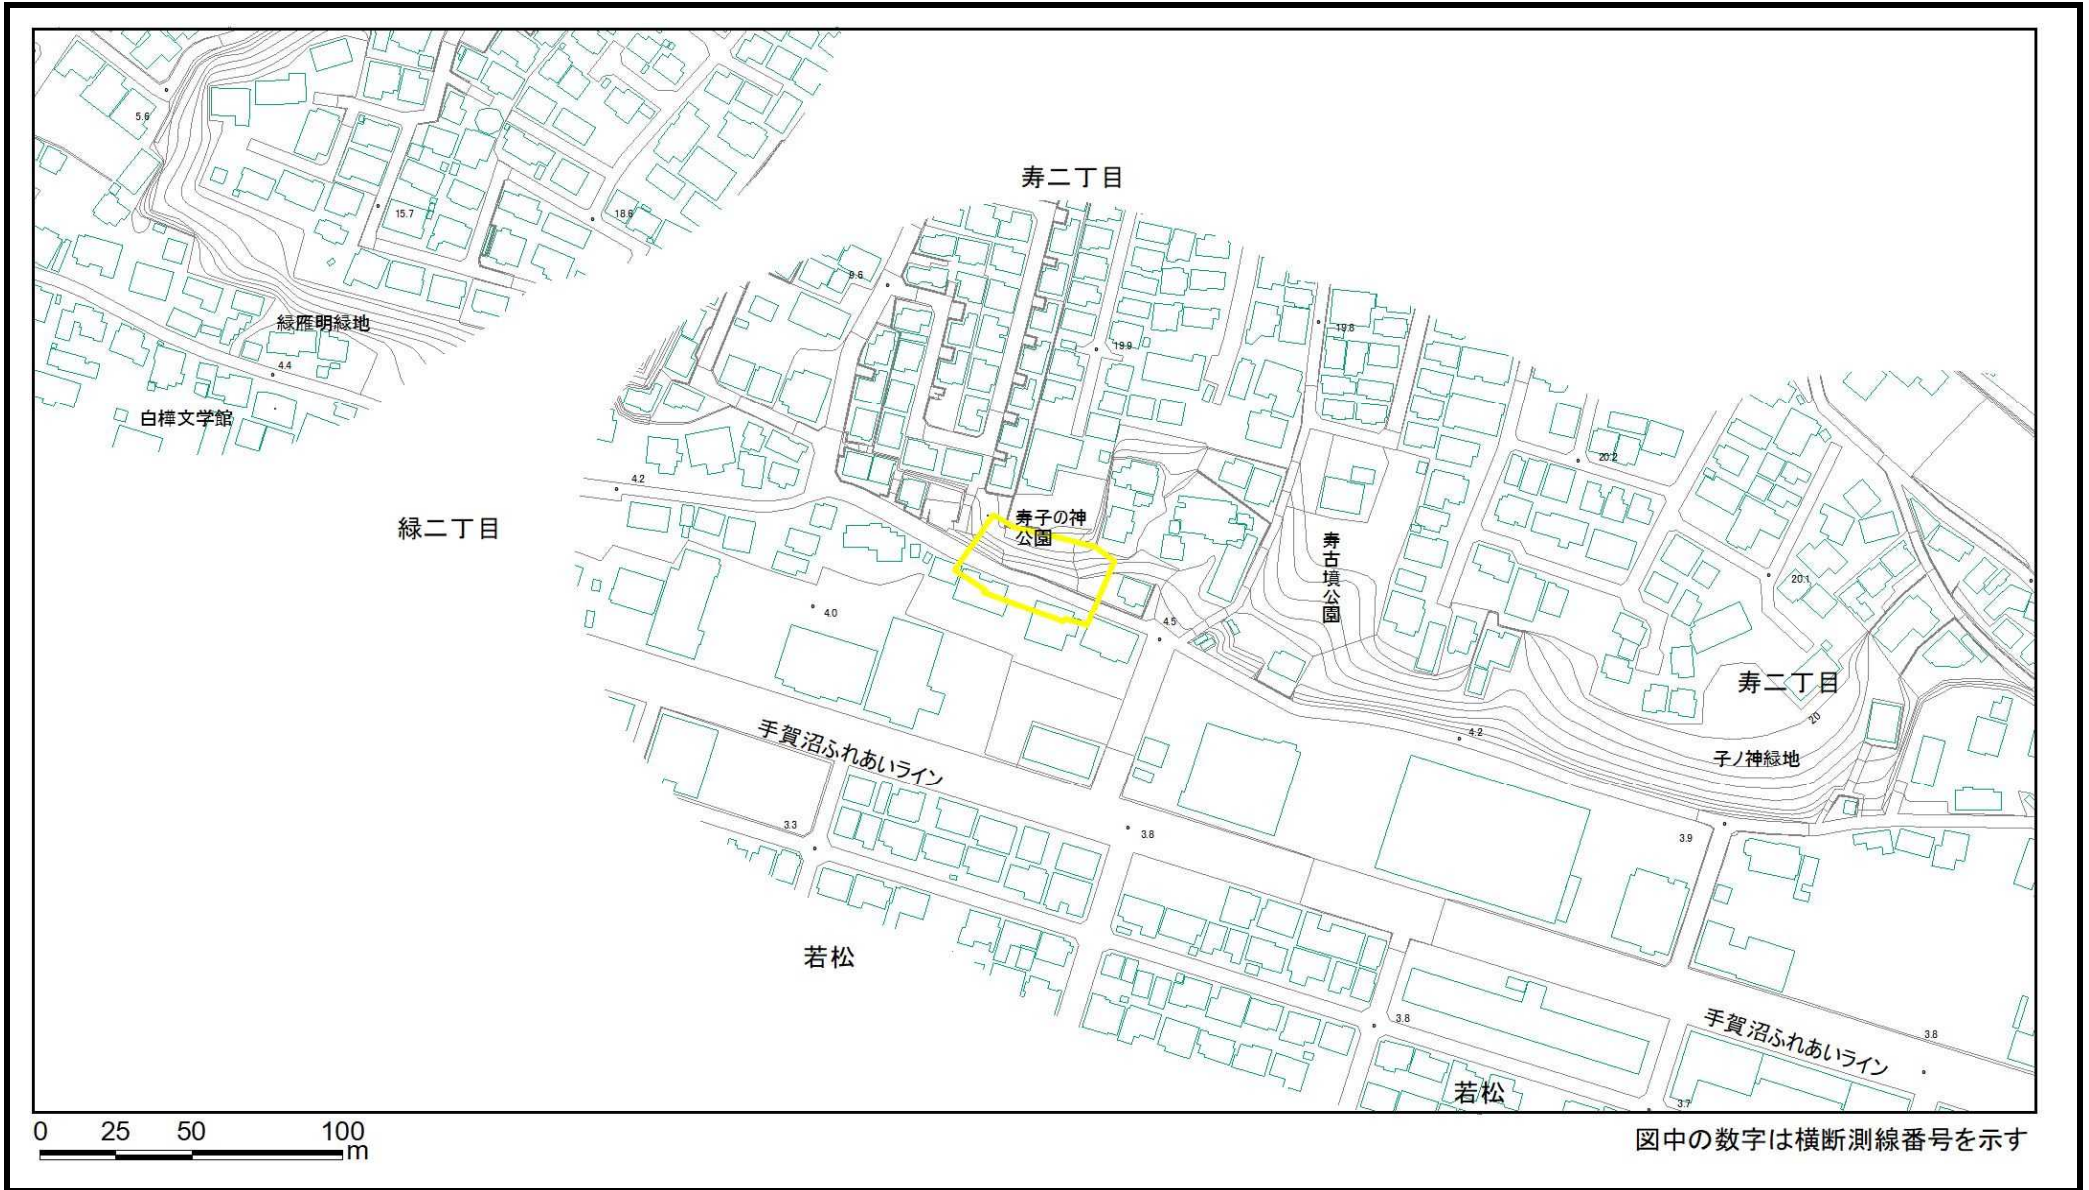 5.6
寿二丁目
15.7
18.6
9.6
緑雁明緑地
19.8
19.9
4.4
白樺文学館
20.2
4.2
緑二丁目
寿子の神
公園
寿古墳公園
20.1
4.0
4.5
寿二丁目
20
手賀沼ふれあいライン
4.2
子ノ神緑地
3.3
3.8
3.9
若松
3.8
手賀沼ふれあいライン
3.8
若松
3.7
0 25 50 100
m
図中の数字は横断測線番号を示す